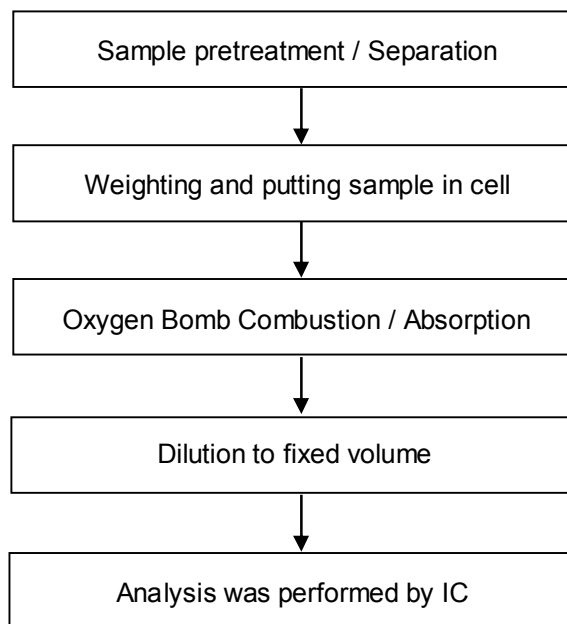 Sample pretreatment / Separation
Weighting and putting sample in cell
Oxygen Bomb Combustion / Absorption
Dilution to fixed volume
Analysis was performed by IC